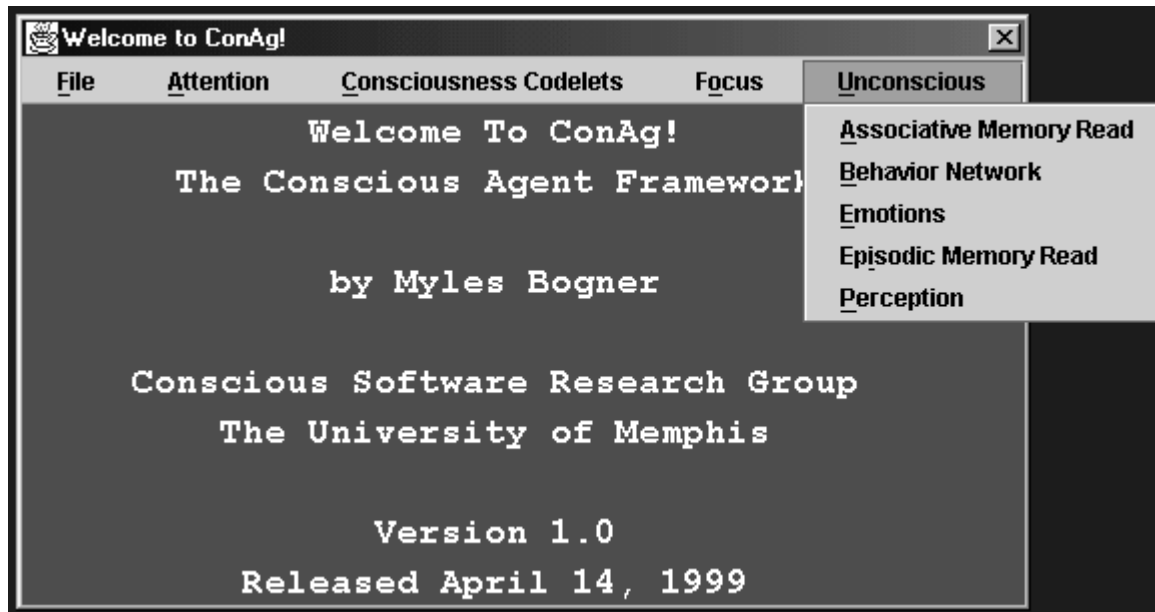 Welcome to ConAg!
File Attention Consciousness Codelets Focus Unconscious
Associative Memory Read
Behavior Network
Emotions
Episodic Memory Read
Perception
Welcome To ConAg!
The Conscious Agent Framework
by Myles Bogner
Conscious Software Research Group
The University of Memphis
Version 1.0
Released April 14, 1999